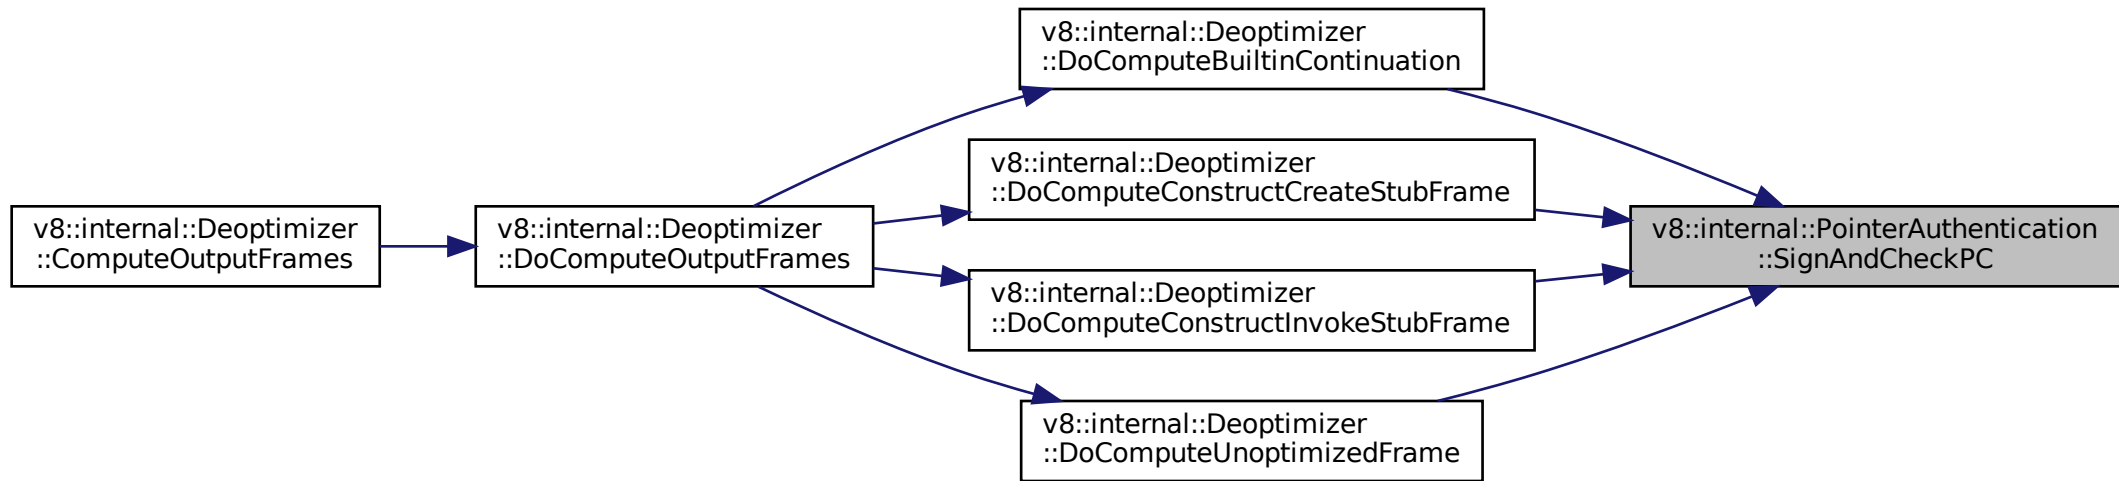 v8::internal::Deoptimizer
::ComputeOutputFrames
v8::internal::Deoptimizer
::DoComputeOutputFrames
v8::internal::Deoptimizer
::DoComputeBuiltinContinuation
v8::internal::Deoptimizer
::DoComputeConstructCreateStubFrame
v8::internal::Deoptimizer
::DoComputeConstructInvokeStubFrame
v8::internal::Deoptimizer
::DoComputeUnoptimizedFrame
v8::internal::PointerAuthentication
::SignAndCheckPC